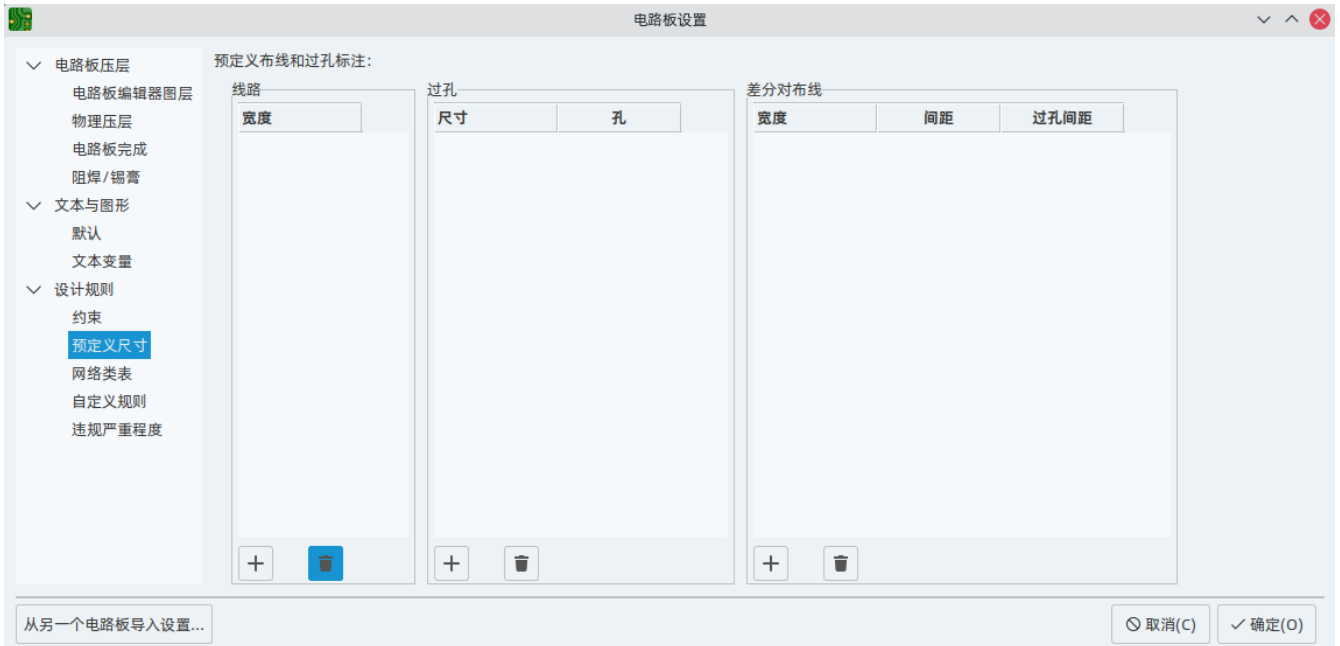 电路板设置
电路板压层
电路板编辑器图层
物理压层
电路板完成
阻焊/锡膏
文本与图形
默认
文本变量
设计规则
约束
预定义尺寸
网络类表
自定义规则
违规严重程度
预定义布线和过孔标注:
线路
宽度
过孔
尺寸 孔
差分对布线
宽度 间距 过孔间距
从另一个电路板导入设置...
取消(C) 确定(O)